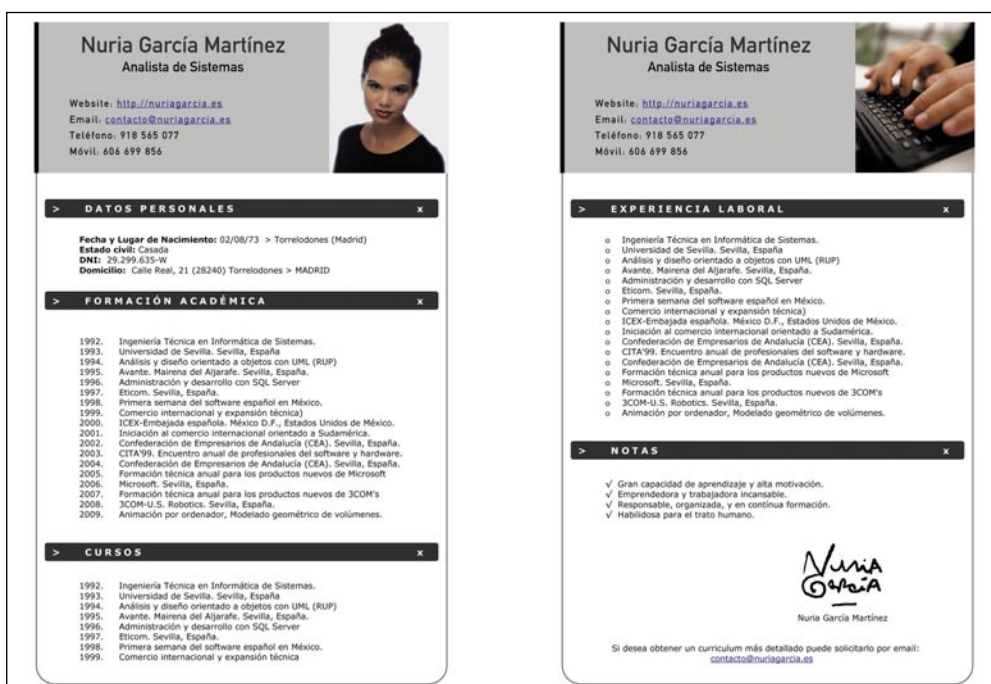 Nuria García Martínez
Analista de Sistemas
Website: http://nuriagarcia.es
Email: contacto@nuriagarcia.es
Teléfono: 918 565 077
Móvil: 606 699 856
> DATOS PERSONALES x
Fecha y Lugar de Nacimiento: 02/08/73 > Torrelodones (Madrid)
Estado civil: Casada
DNI: 29.299.635-W
Domicilio: Calle Real, 21 (28240) Torrelodones > MADRID
> FORMACIÓN ACADÉMICA x
1992. Ingeniería Técnica en Informática de Sistemas.
1993. Universidad de Sevilla. Sevilla, España
1994. Análisis y diseño orientado a objetos con UML (RUP)
1995. Avante. Mairena del Aljarafe. Sevilla, España.
1996. Administración y desarrollo con SQL Server
1997. Eticom. Sevilla, España.
1998. Primera semana del software español en México.
1999. Comercio internacional y expansión técnica)
2000. ICEX-Embajada española. México D.F., Estados Unidos de México.
2001. Iniciación al comercio internacional orientado a Sudamérica.
2002. Confederación de Empresarios de Andalucía (CEA). Sevilla, España.
2003. CITA'99. Encuentro anual de profesionales del software y hardware.
2004. Confederación de Empresarios de Andalucía (CEA). Sevilla, España.
2005. Formación técnica anual para los productos nuevos de Microsoft
2006. Microsoft. Sevilla, España.
2007. Formación técnica anual para los productos nuevos de 3COM's
2008. 3COM-U.S. Robotics. Sevilla, España.
2009. Animación por ordenador, Modelado geométrico de volúmenes.
> CURSOS x
1992. Ingeniería Técnica en Informática de Sistemas.
1993. Universidad de Sevilla. Sevilla, España
1994. Análisis y diseño orientado a objetos con UML (RUP)
1995. Avante. Mairena del Aljarafe. Sevilla, España.
1996. Administración y desarrollo con SQL Server
1997. Eticom. Sevilla, España.
1998. Primera semana del software español en México.
1999. Comercio internacional y expansión técnica
Nuria García Martínez
Analista de Sistemas
Website: http://nuriagarcia.es
Email: contacto@nuriagarcia.es
Teléfono: 918 565 077
Móvil: 606 699 856
> EXPERIENCIA LABORAL x
o Ingeniería Técnica en Informática de Sistemas.
o Universidad de Sevilla. Sevilla, España
o Análisis y diseño orientado a objetos con UML (RUP)
o Avante. Mairena del Aljarafe. Sevilla, España.
o Administración y desarrollo con SQL Server
o Eticom. Sevilla, España.
o Primera semana del software español en México.
o Comercio internacional y expansión técnica)
o ICEX-Embajada española. México D.F., Estados Unidos de México.
o Iniciación al comercio internacional orientado a Sudamérica.
o Confederación de Empresarios de Andalucía (CEA). Sevilla, España.
o CITA'99. Encuentro anual de profesionales del software y hardware.
o Confederación de Empresarios de Andalucía (CEA). Sevilla, España.
o Formación técnica anual para los productos nuevos de Microsoft
o Microsoft. Sevilla, España.
o Formación técnica anual para los productos nuevos de 3COM's
o 3COM-U.S. Robotics. Sevilla, España.
o Animación por ordenador, Modelado geométrico de volúmenes.
> NOTAS x
√ Gran capacidad de aprendizaje y alta motivación.
√ Emprendedora y trabajadora incansable.
√ Responsable, organizada, y en contínua formación.
√ Habilidosa para el trato humano.
Nuria
García
Nuria García Martínez
Si desea obtener un curriculum más detallado puede solicitarlo por email:
contacto@nuriagarcia.es